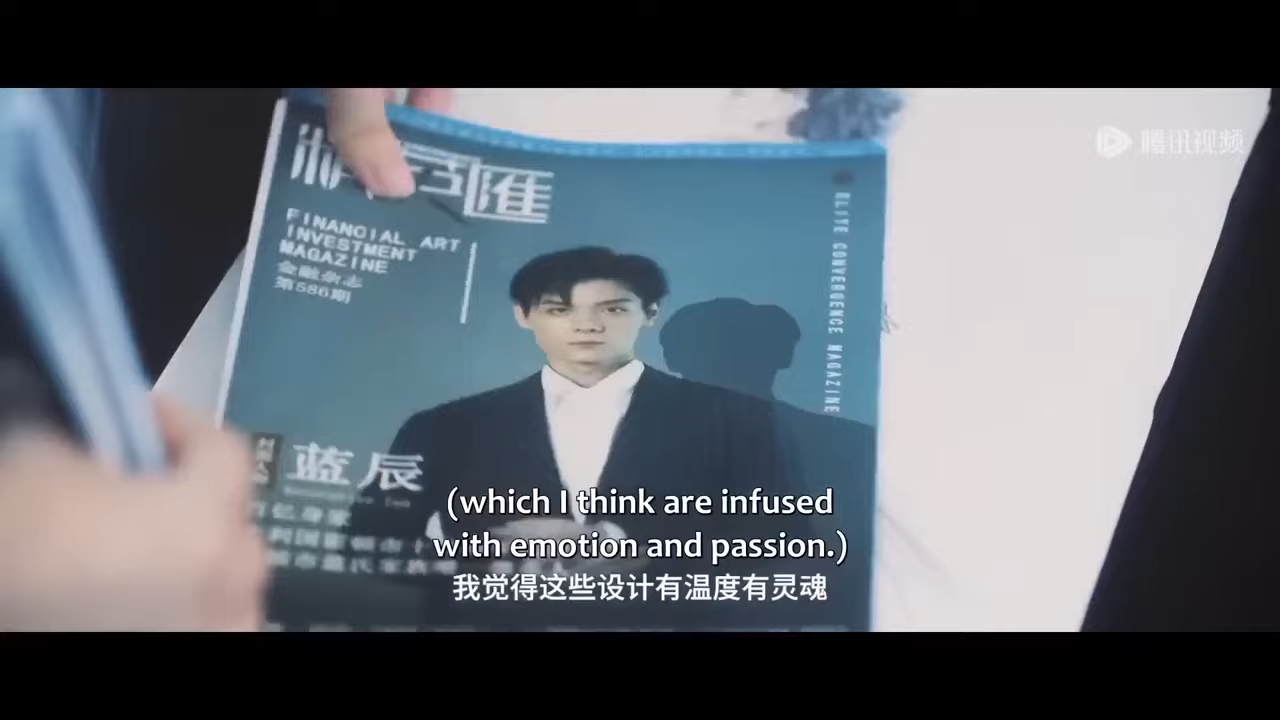 腾讯视频
匯
FINANCIAL ART
INVESTMENT
MAGAZINE
金融杂志
第586期
ELITE CONVERGENCE MAGAZINE
蓝辰
(which I think are infused
with emotion and passion.)
我觉得这些设计有温度有灵魂